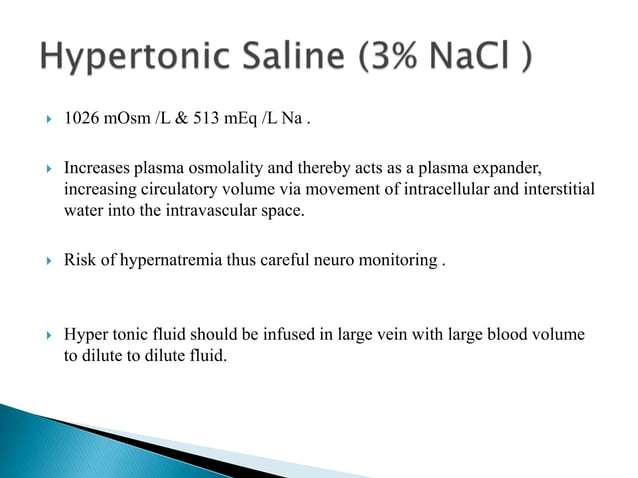 Hypertonic Saline (3% NaCl )
1026 mOsm /L & 513 mEq /L Na .
Increases plasma osmolality and thereby acts as a plasma expander,
increasing circulatory volume via movement of intracellular and interstitial
water into the intravascular space.
Risk of hypernatremia thus careful neuro monitoring .
Hyper tonic fluid should be infused in large vein with large blood volume
to dilute to dilute fluid.